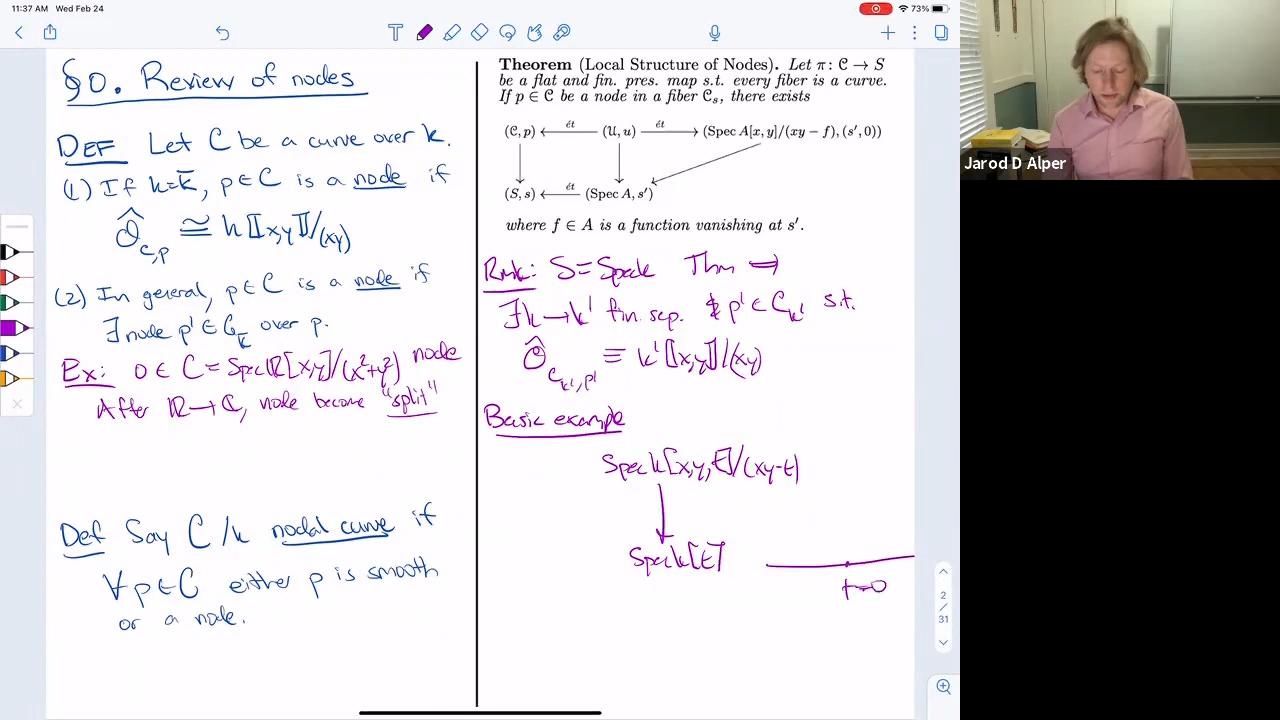 11:37 AM Wed Feb 24
73%
§0. Review of nodes
DEF Let C be a curve over k.
(1) If k=k̄, p∈C is a node if
Ô_{C,p} ≅ k⟦x,y⟧/(xy)
(2) In general, p∈C is a node if
∃ node p'∈C_k̄ over p.
Ex: 0 ∈ C = Spec ℝ[x,y]/(x²+y²) node
After ℝ→ℂ, node become "split"
Def Say C/k nodal curve if
∀p∈C either p is smooth
or a node.
Theorem (Local Structure of Nodes). Let π: 𝒞 → S
be a flat and fin. pres. map s.t. every fiber is a curve.
If p ∈ 𝒞 be a node in a fiber 𝒞_s, there exists
(𝒞, p) ⟵ét (𝒰, u) ét⟶ (Spec A[x, y]/(xy − f), (s', 0))
(S, s) ⟵ét (Spec A, s')
where f ∈ A is a function vanishing at s'.
Rmk: S = Spec k Thm ⟹
∃ k→k' fin. sep. & p' ∈ C_{k'} s.t.
Ô_{C_{k'},p'} ≅ k'⟦x,y⟧/(xy)
Basic example
Spec k[x,y,t]/(xy-t)
Spec k[t]
t=0
2
/
31
Jarod D Alper